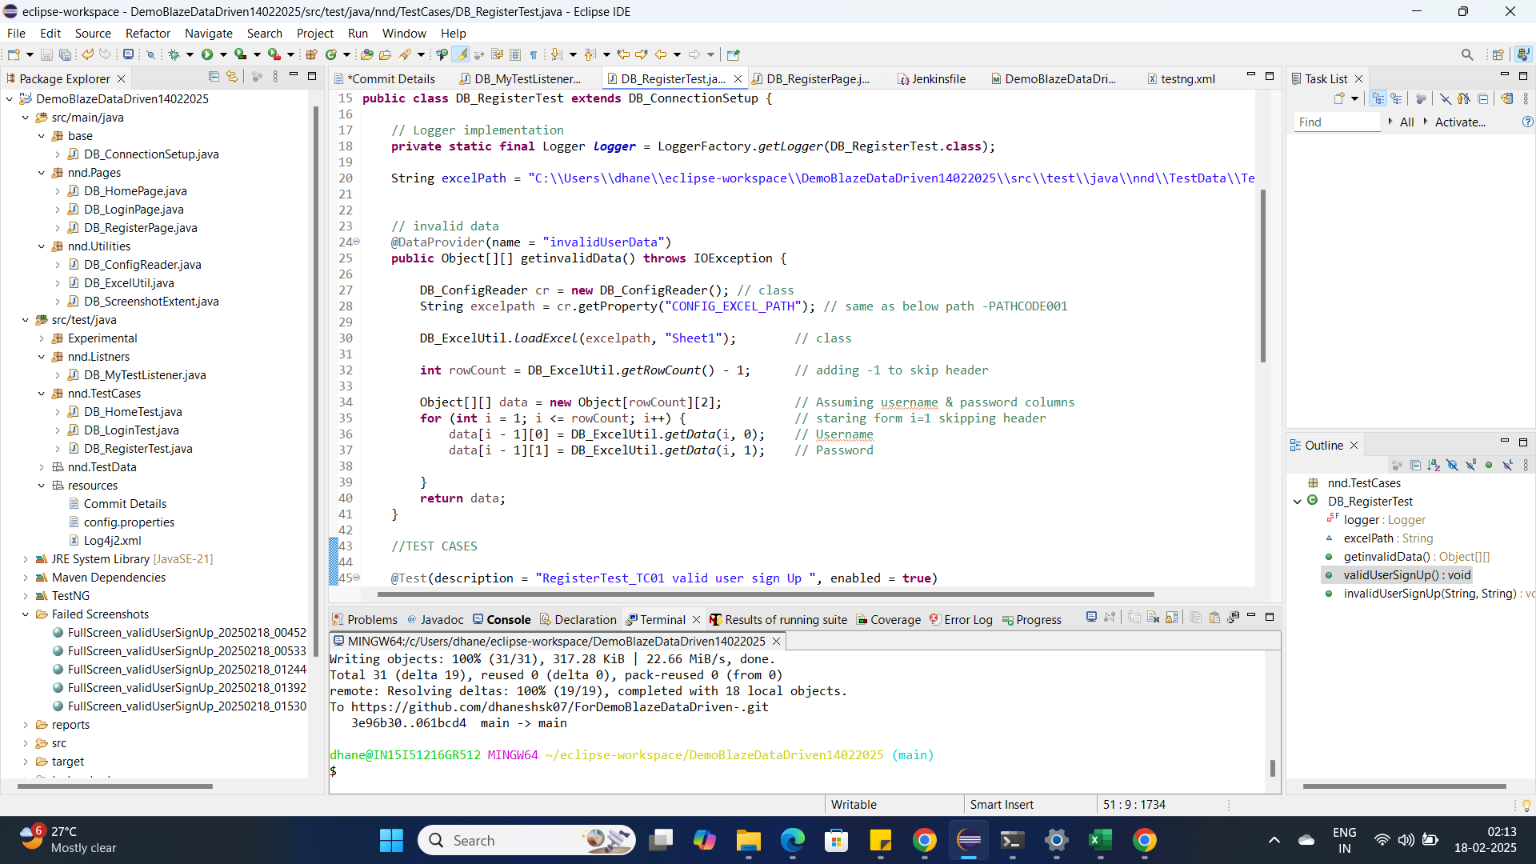 eclipse-workspace - DemoBlazeDataDriven14022025/src/test/java/nnd/TestCases/DB_RegisterTest.java - Eclipse IDE
File Edit Source Refactor Navigate Search Project Run Window Help
Package Explorer
DemoBlazeDataDriven14022025
src/main/java
base
DB_ConnectionSetup.java
nnd.Pages
DB_HomePage.java
DB_LoginPage.java
DB_RegisterPage.java
nnd.Utilities
DB_ConfigReader.java
DB_ExcelUtil.java
DB_ScreenshotExtent.java
src/test/java
Experimental
nnd.Listners
DB_MyTestListener.java
nnd.TestCases
DB_HomeTest.java
DB_LoginTest.java
DB_RegisterTest.java
nnd.TestData
resources
Commit Details
config.properties
Log4j2.xml
JRE System Library [JavaSE-21]
Maven Dependencies
TestNG
Failed Screenshots
FullScreen_validUserSignUp_20250218_00452
FullScreen_validUserSignUp_20250218_00533
FullScreen_validUserSignUp_20250218_01244
FullScreen_validUserSignUp_20250218_01392
FullScreen_validUserSignUp_20250218_01530
reports
src
target
*Commit Details DB_MyTestListener... DB_RegisterTest.ja... DB_RegisterPage.j... Jenkinsfile DemoBlazeDataDri... testng.xml
15 public class DB_RegisterTest extends DB_ConnectionSetup {
16
17 // Logger implementation
18 private static final Logger logger = LoggerFactory.getLogger(DB_RegisterTest.class);
19
20 String excelPath = "C:\\Users\\dhane\\eclipse-workspace\\DemoBlazeDataDriven14022025\\src\\test\\java\\nnd\\TestData\\Te
21
22
23 // invalid data
24 @DataProvider(name = "invalidUserData")
25 public Object[][] getinvalidData() throws IOException {
26
27 DB_ConfigReader cr = new DB_ConfigReader(); // class
28 String excelpath = cr.getProperty("CONFIG_EXCEL_PATH"); // same as below path -PATHCODE001
29
30 DB_ExcelUtil.loadExcel(excelpath, "Sheet1"); // class
31
32 int rowCount = DB_ExcelUtil.getRowCount() - 1; // adding -1 to skip header
33
34 Object[][] data = new Object[rowCount][2]; // Assuming username & password columns
35 for (int i = 1; i <= rowCount; i++) { // staring form i=1 skipping header
36 data[i - 1][0] = DB_ExcelUtil.getData(i, 0); // Username
37 data[i - 1][1] = DB_ExcelUtil.getData(i, 1); // Password
38
39 }
40 return data;
41 }
42
43 //TEST CASES
44
45 @Test(description = "RegisterTest_TC01 valid user sign Up ", enabled = true)
Problems Javadoc Console Declaration Terminal Results of running suite Coverage Error Log Progress
MINGW64:/c/Users/dhane/eclipse-workspace/DemoBlazeDataDriven14022025
Writing objects: 100% (31/31), 317.28 KiB | 22.66 MiB/s, done.
Total 31 (delta 19), reused 0 (delta 0), pack-reused 0 (from 0)
remote: Resolving deltas: 100% (19/19), completed with 18 local objects.
To https://github.com/dhaneshsk07/ForDemoBlazeDataDriven-.git
3e96b30..061bcd4 main -> main
dhane@IN15I51216GR512 MINGW64 ~/eclipse-workspace/DemoBlazeDataDriven14022025 (main)
$
Task List
Find All Activate...
Outline
nnd.TestCases
DB_RegisterTest
logger : Logger
excelPath : String
getinvalidData() : Object[][]
validUserSignUp() : void
invalidUserSignUp(String, String) : vo
Writable Smart Insert 51 : 9 : 1734
6
27°C
Mostly clear
Search
ENG
IN
02:13
18-02-2025